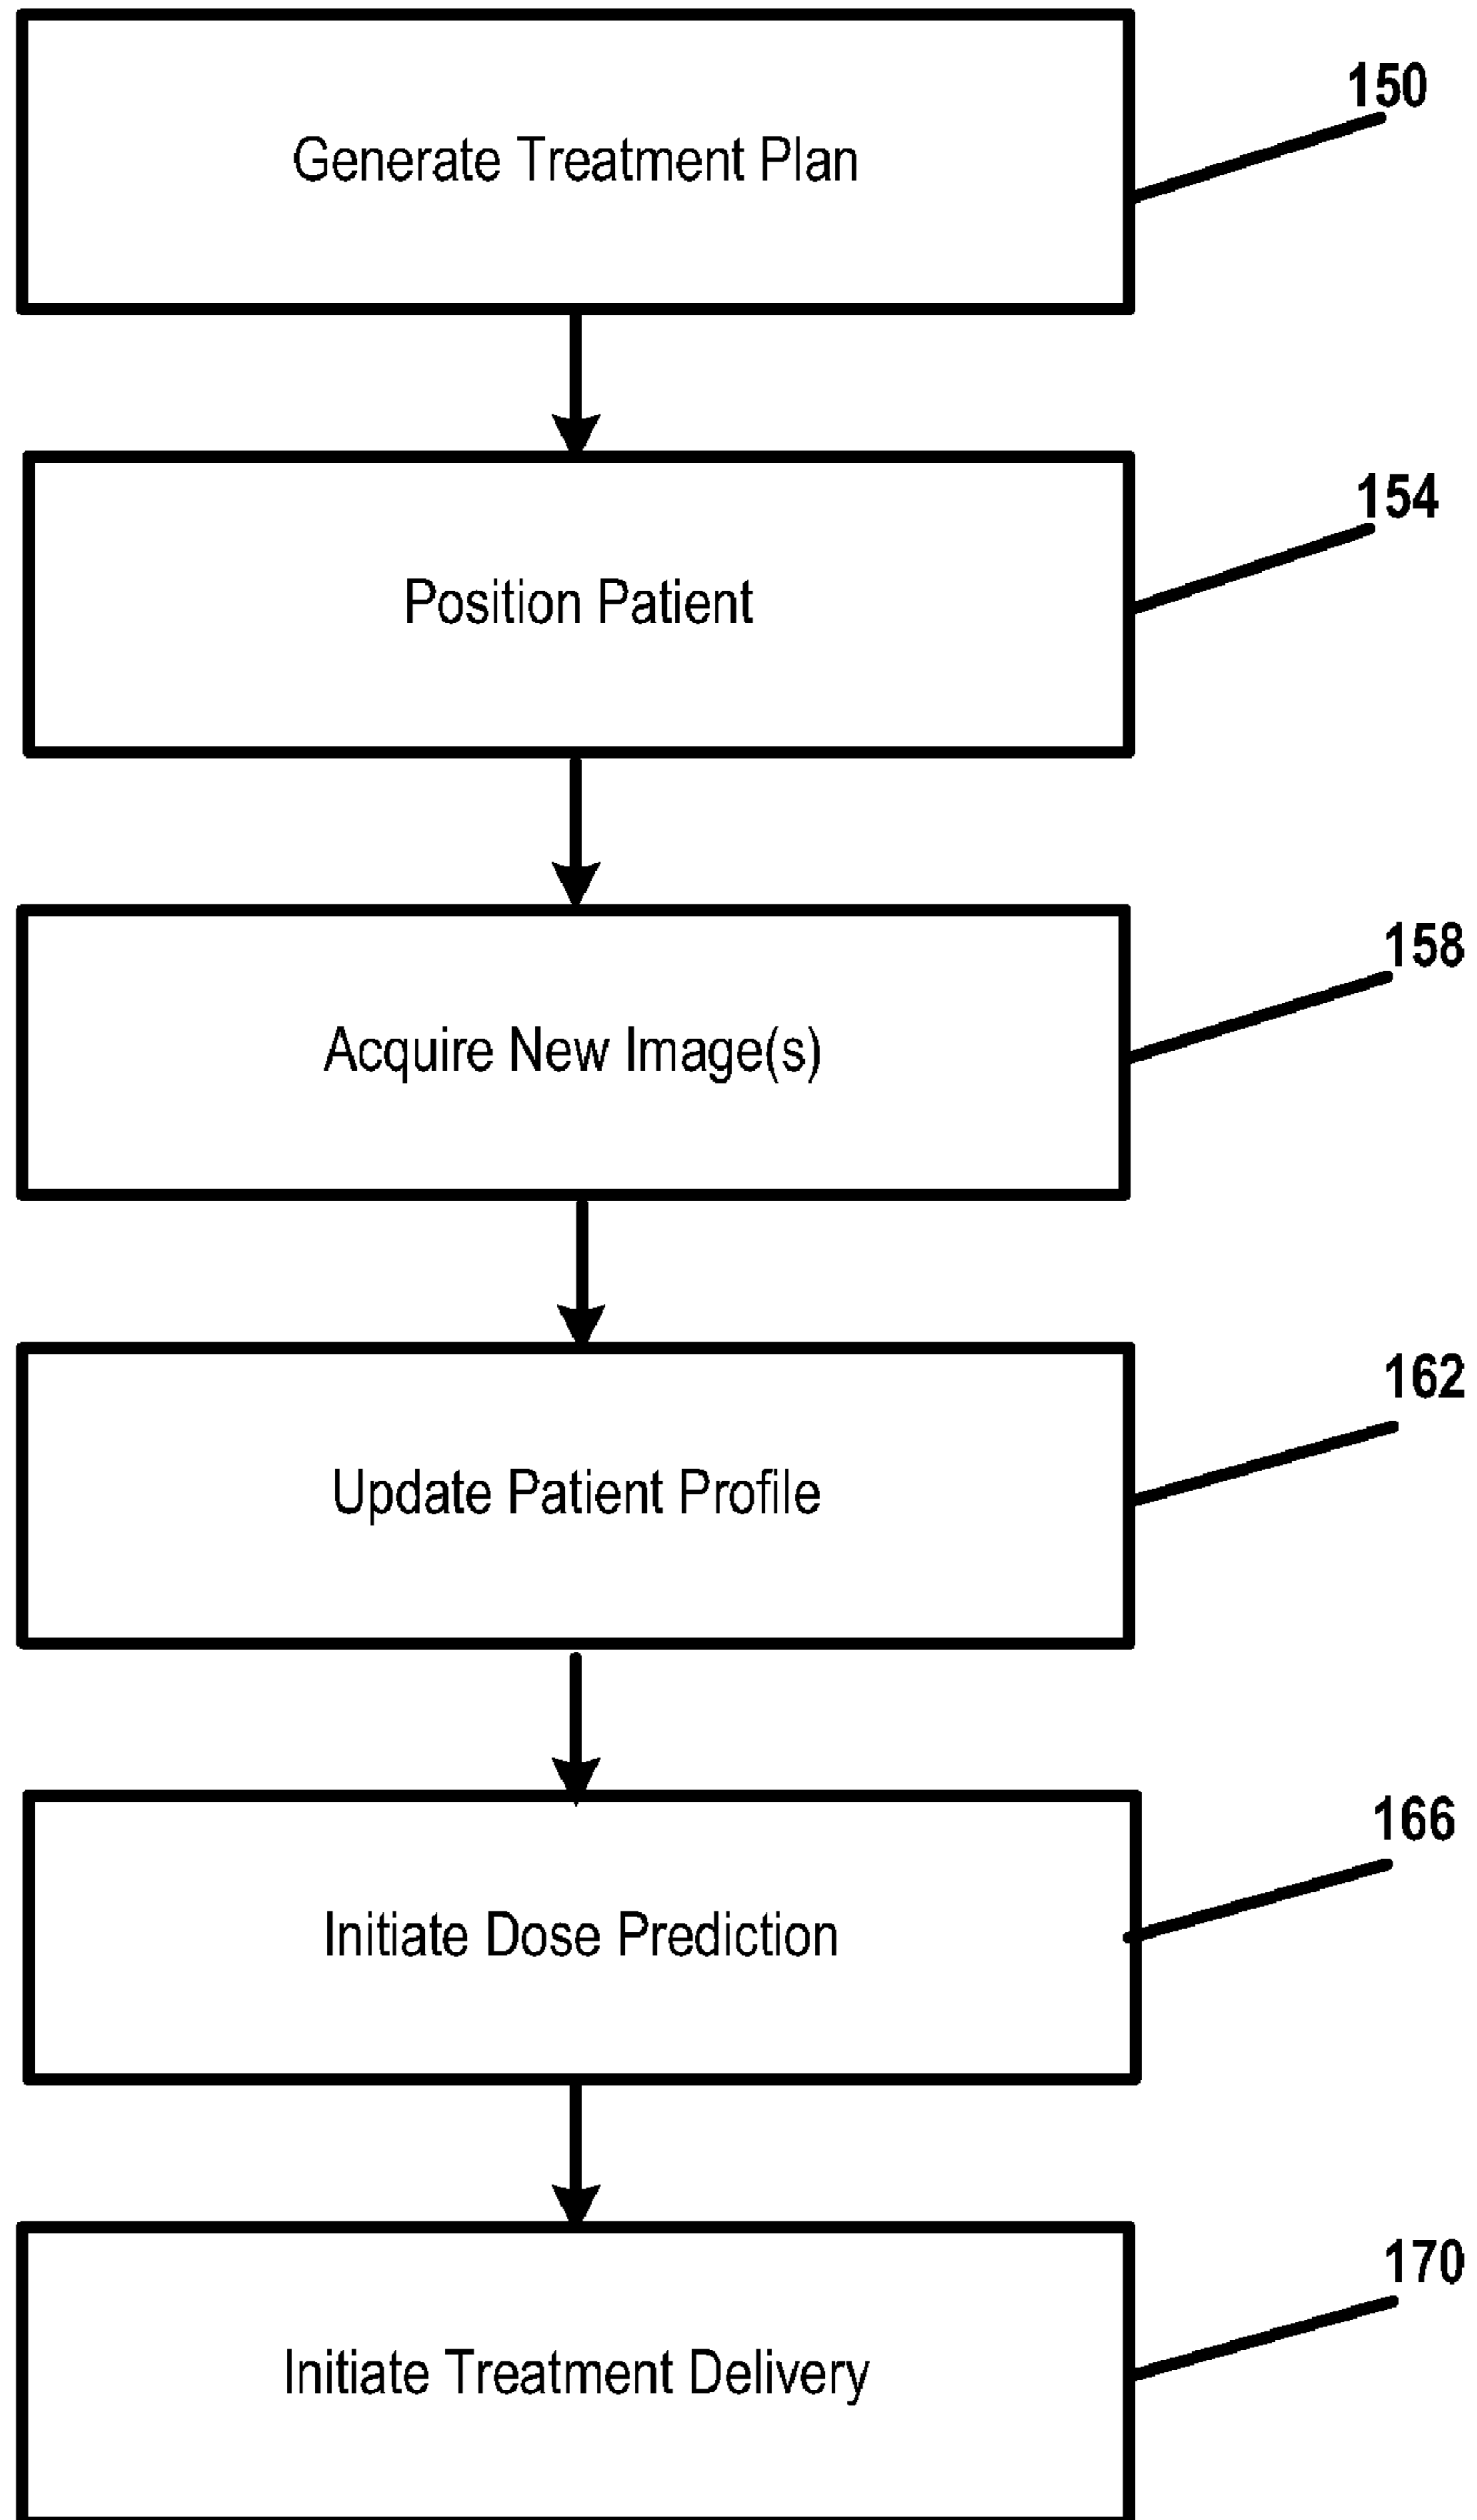 150
Generate Treatment Plan
154
Position Patient
158
Acquire New Image(s)
162
Update Patient Profile
166
Initiate Dose Prediction
170
Initiate Treatment Delivery